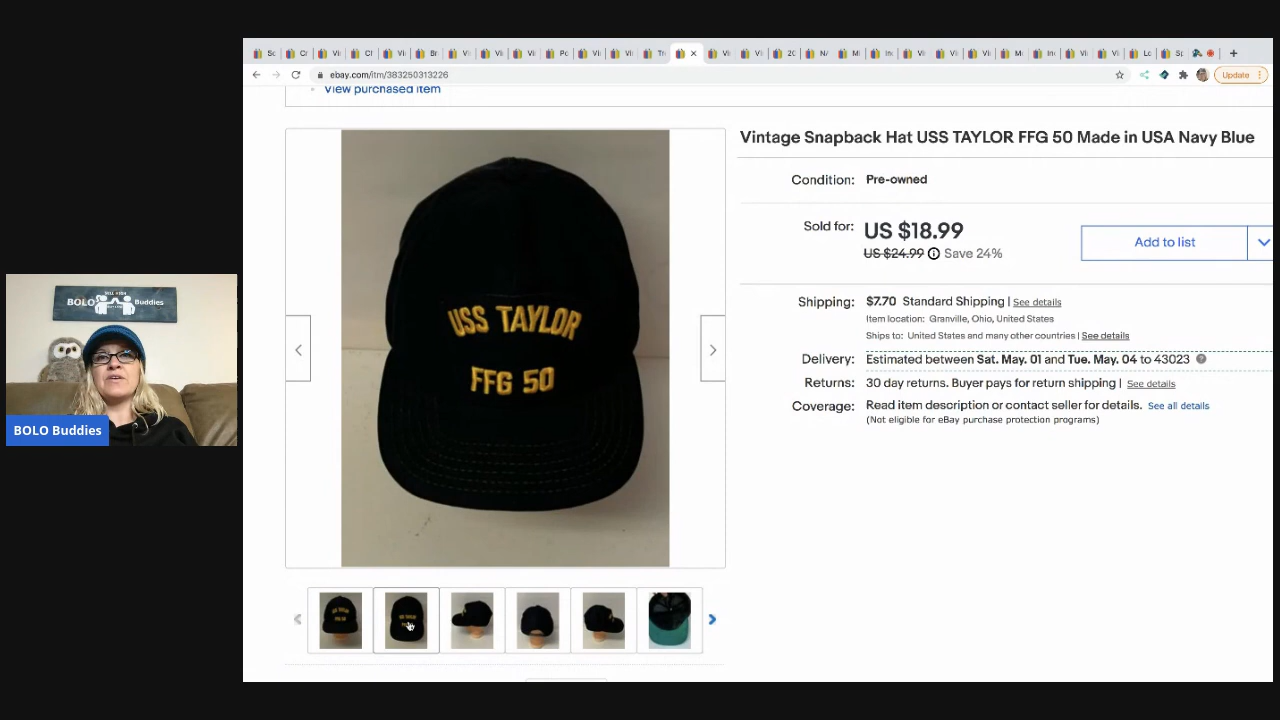 Update
ebay.com/itm/383250313226
View purchased item
Vintage Snapback Hat USS TAYLOR FFG 50 Made in USA Navy Blue
Condition: Pre-owned
Sold for: US $18.99
US $24.99 Save 24%
Add to list
Shipping: $7.70 Standard Shipping | See details
Item location: Granville, Ohio, United States
Ships to: United States and many other countries | See details
Delivery: Estimated between Sat. May. 01 and Tue. May. 04 to 43023
Returns: 30 day returns. Buyer pays for return shipping | See details
Coverage: Read item description or contact seller for details. See all details
(Not eligible for eBay purchase protection programs)
USS TAYLOR
FFG 50
BOLO Buddies
BOLO Buddies